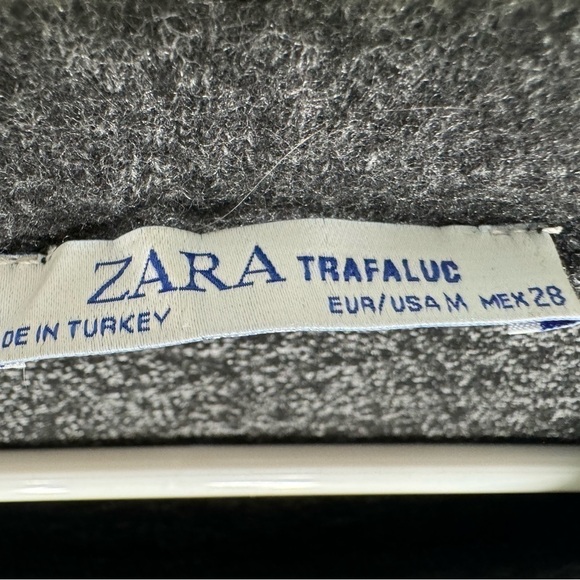 ZARA TRAFALUC
DE IN TURKEY EUR/USA M MEX 28